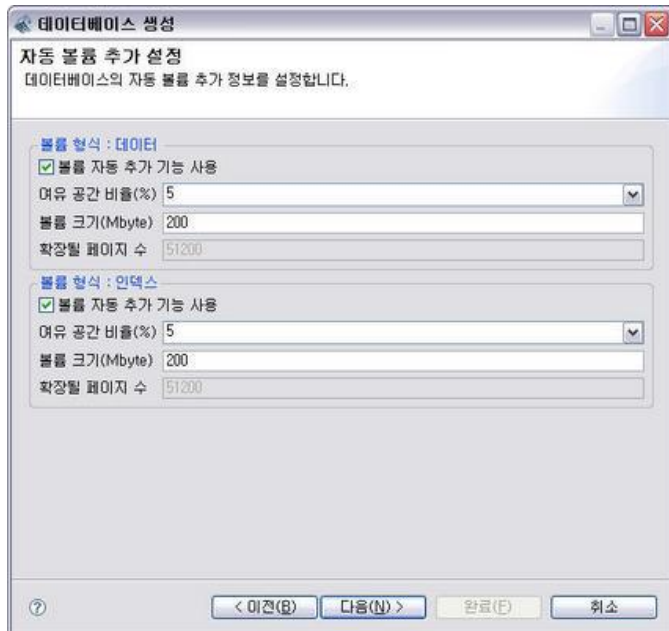 데이터베이스 생성
자동 볼륨 추가 설정
데이터베이스의 자동 볼륨 추가 정보를 설정합니다.
볼륨 형식 : 데이터
볼륨 자동 추가 기능 사용
여유 공간 비율(%) 5
볼륨 크기(Mbyte) 200
확장될 페이지 수 51200
볼륨 형식 : 인덱스
볼륨 자동 추가 기능 사용
여유 공간 비율(%) 5
볼륨 크기(Mbyte) 200
확장될 페이지 수 51200
? < 이전(B) 다음(N) > 완료(F) 취소